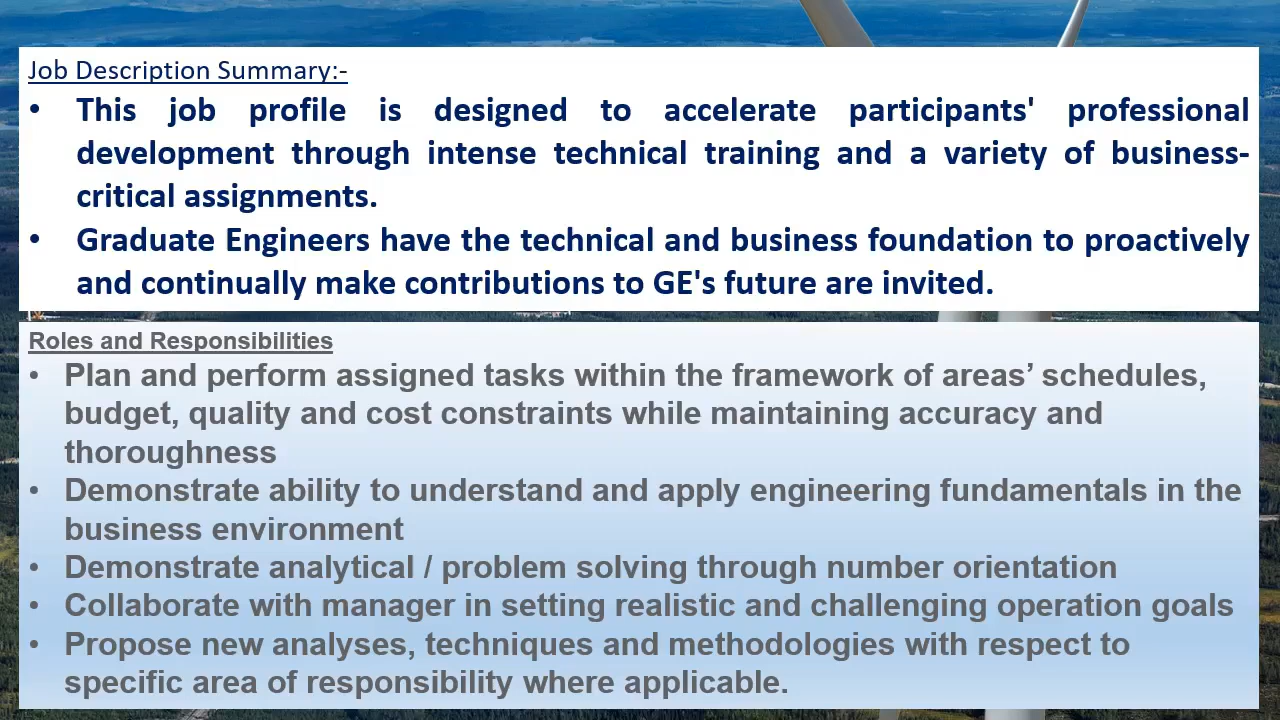 Job Description Summary:-
• This job profile is designed to accelerate participants' professional
development through intense technical training and a variety of business-
critical assignments.
• Graduate Engineers have the technical and business foundation to proactively
and continually make contributions to GE's future are invited.
Roles and Responsibilities
• Plan and perform assigned tasks within the framework of areas’ schedules,
budget, quality and cost constraints while maintaining accuracy and
thoroughness
• Demonstrate ability to understand and apply engineering fundamentals in the
business environment
• Demonstrate analytical / problem solving through number orientation
• Collaborate with manager in setting realistic and challenging operation goals
• Propose new analyses, techniques and methodologies with respect to
specific area of responsibility where applicable.